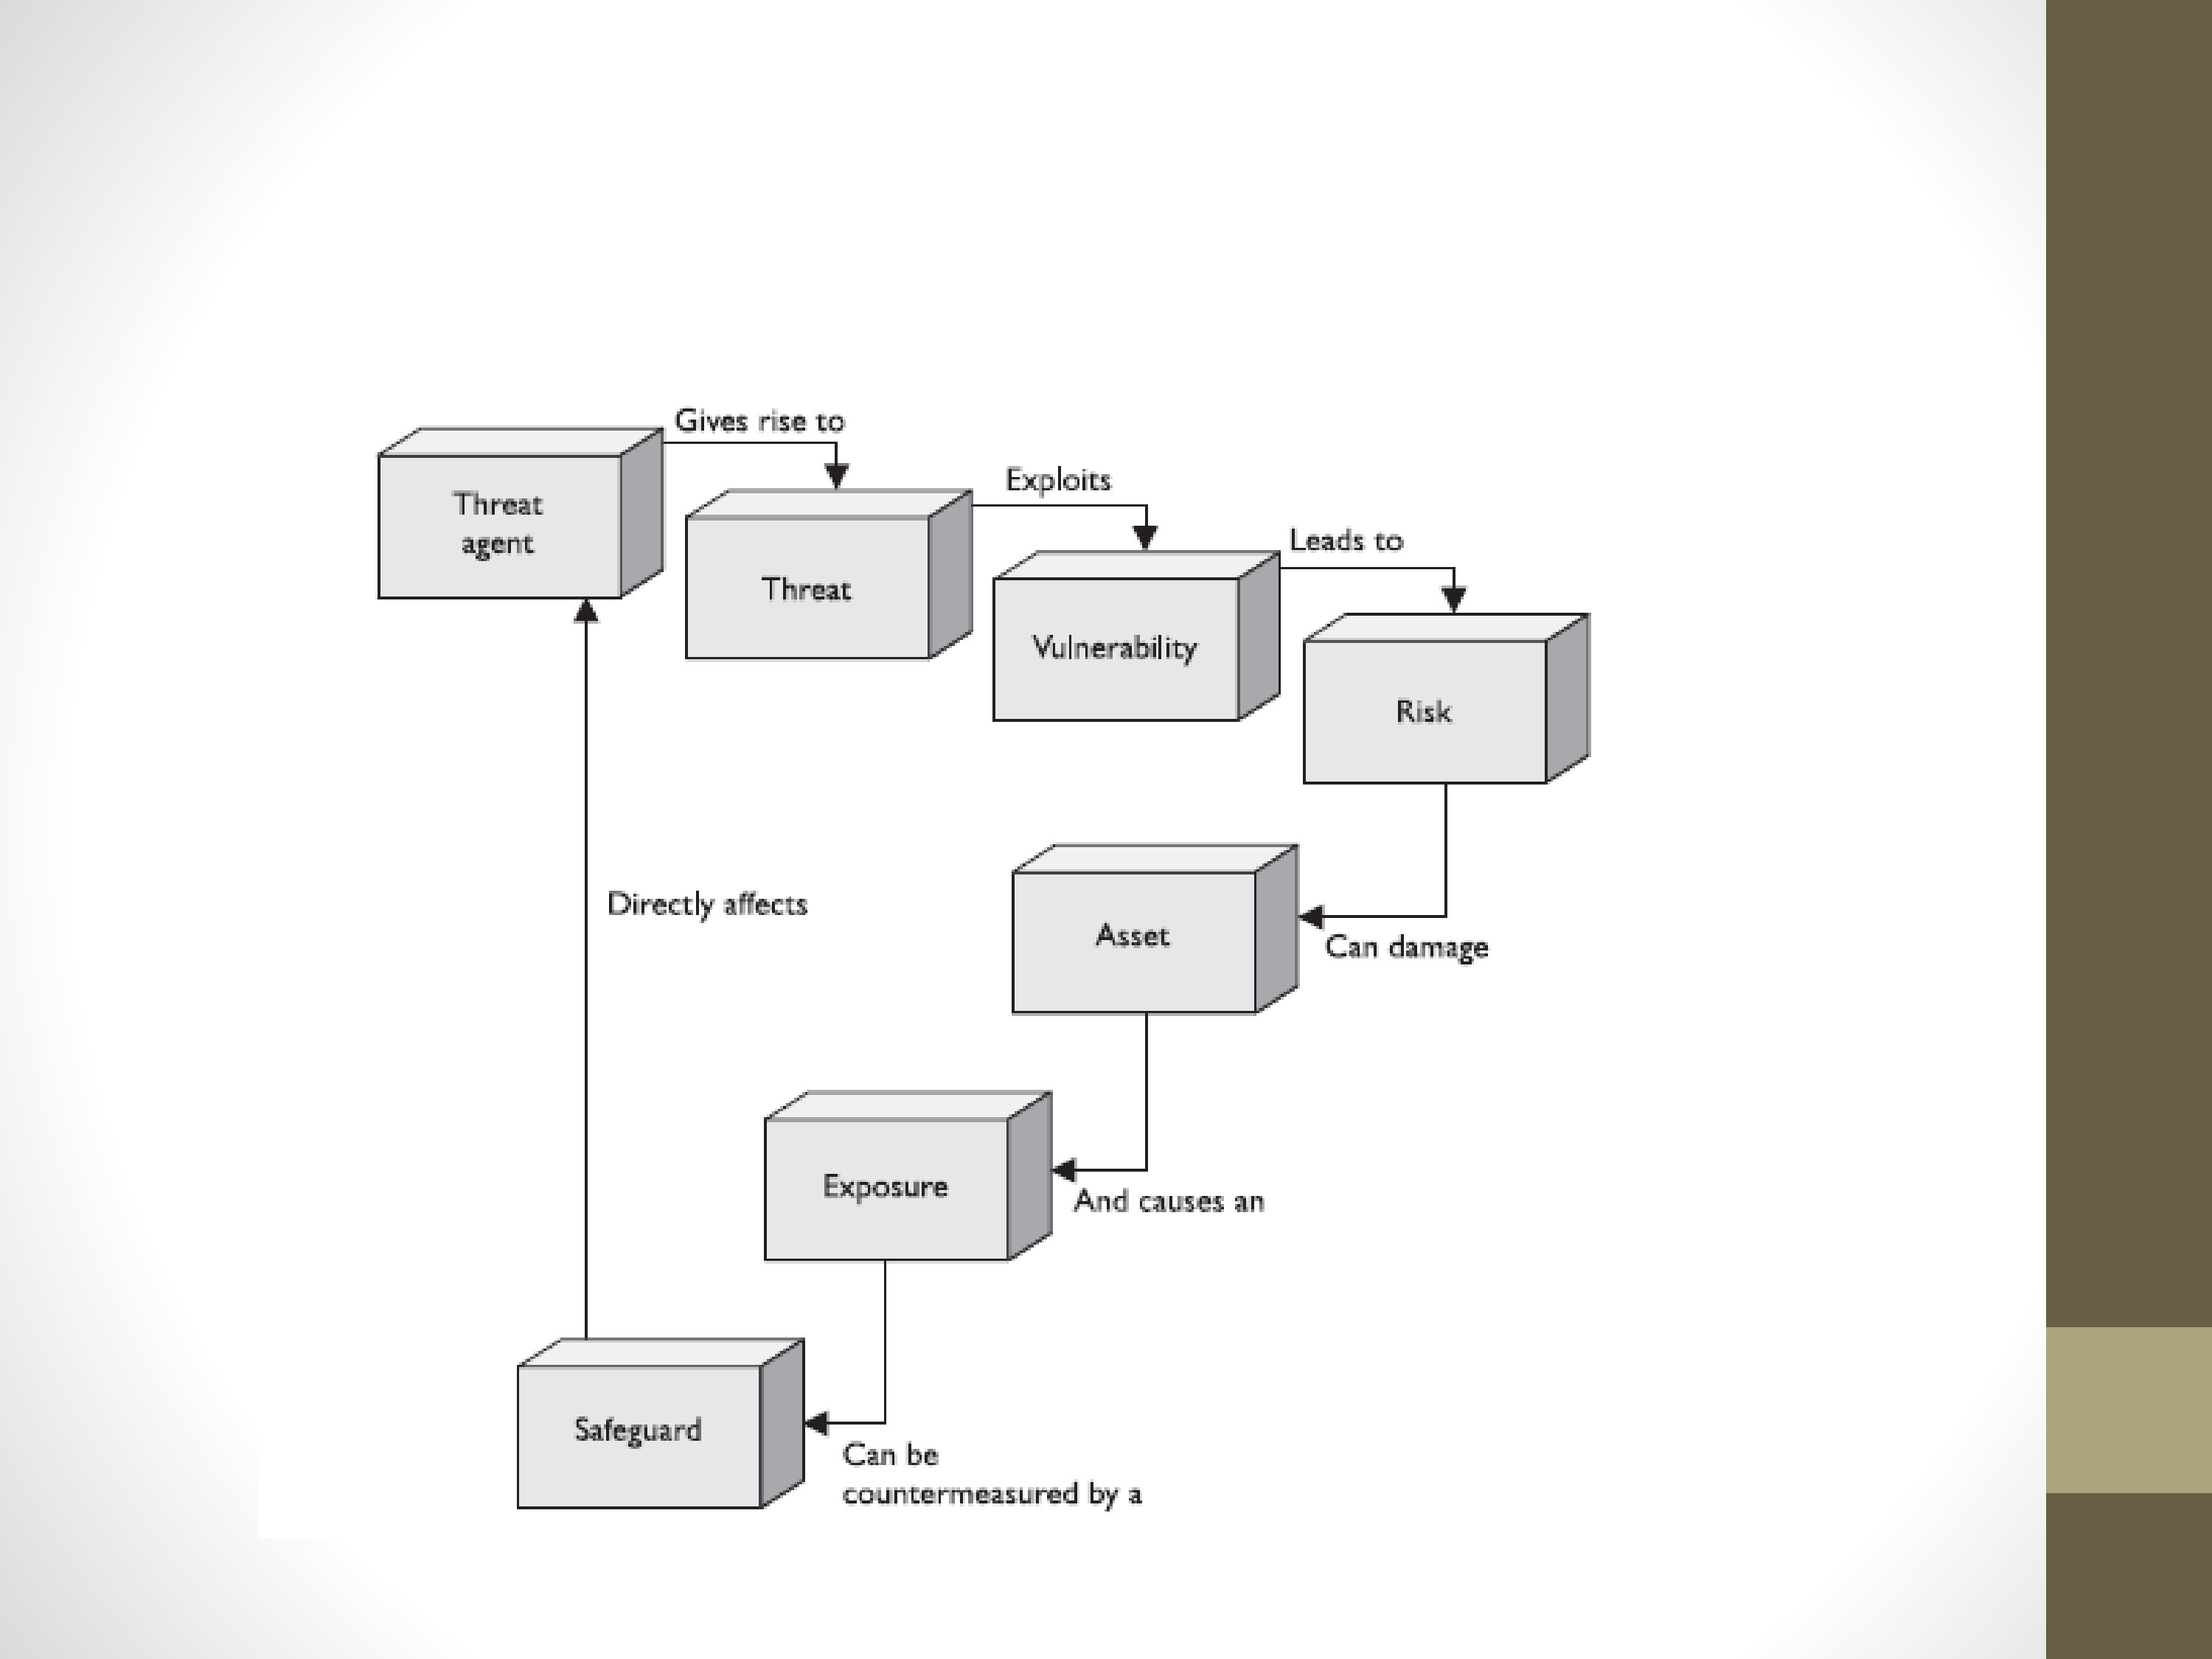 Gives rise to
Threat
agent
Exploits
Threat
Leads to
Vulnerability
Risk
Directly affects
Asset
Can damage
Exposure
And causes an
Safeguard
Can be
countermeasured by a